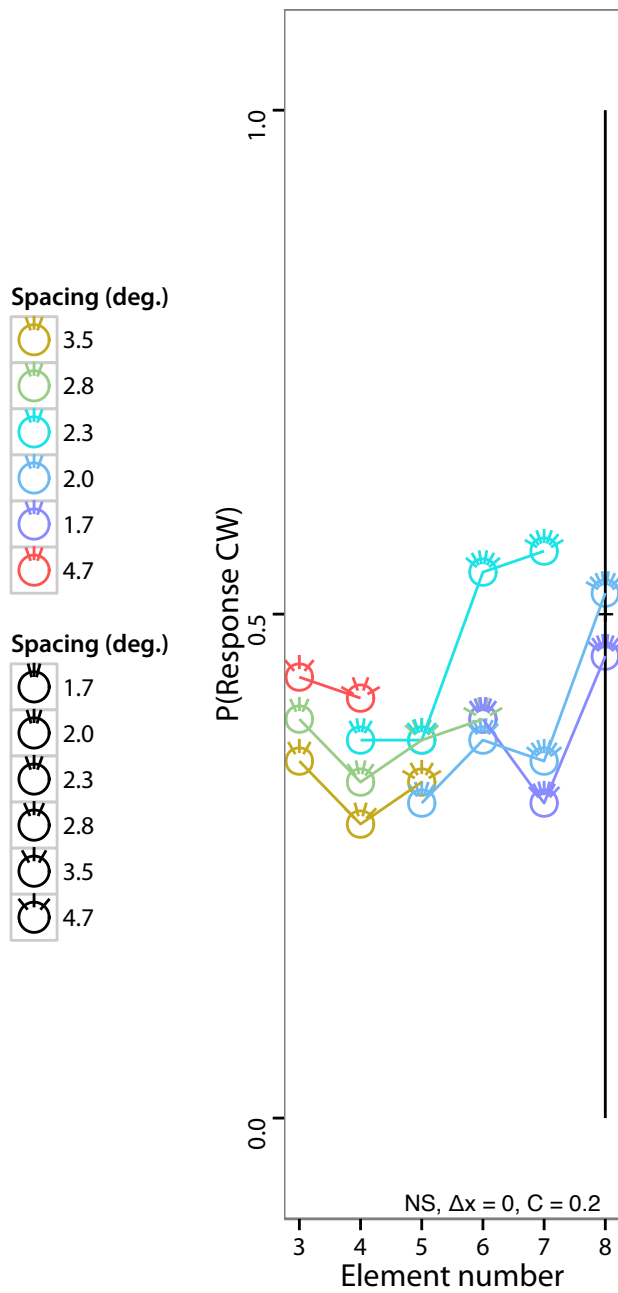 Spacing (deg.)
3.5
2.8
2.3
2.0
1.7
4.7
Spacing (deg.)
1.7
2.0
2.3
2.8
3.5
4.7
P(Response CW)
1.0
0.5
0.0
NS, Δx = 0, C = 0.2
3 4 5 6 7 8
Element number